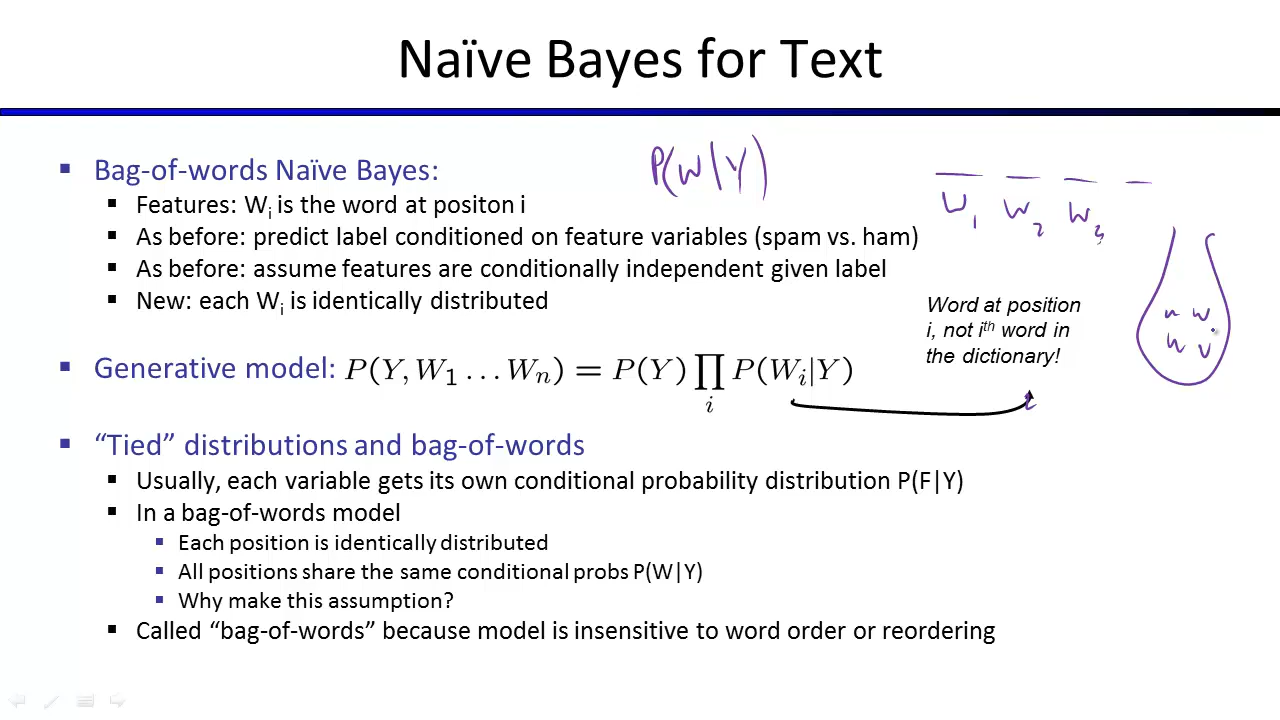 Naïve Bayes for Text
▪ Bag-of-words Naïve Bayes:
P(W|Y)
W₁ W₂ W₃
▪ Features: Wᵢ is the word at positon i
▪ As before: predict label conditioned on feature variables (spam vs. ham)
▪ As before: assume features are conditionally independent given label
▪ New: each Wᵢ is identically distributed
Word at position
i, not iᵗʰ word in
the dictionary!
w w
w
▪ Generative model: P(Y, W₁ … Wₙ) = P(Y) ∏ᵢ P(Wᵢ|Y)
▪ “Tied” distributions and bag-of-words
▪ Usually, each variable gets its own conditional probability distribution P(F|Y)
▪ In a bag-of-words model
▪ Each position is identically distributed
▪ All positions share the same conditional probs P(W|Y)
▪ Why make this assumption?
▪ Called “bag-of-words” because model is insensitive to word order or reordering